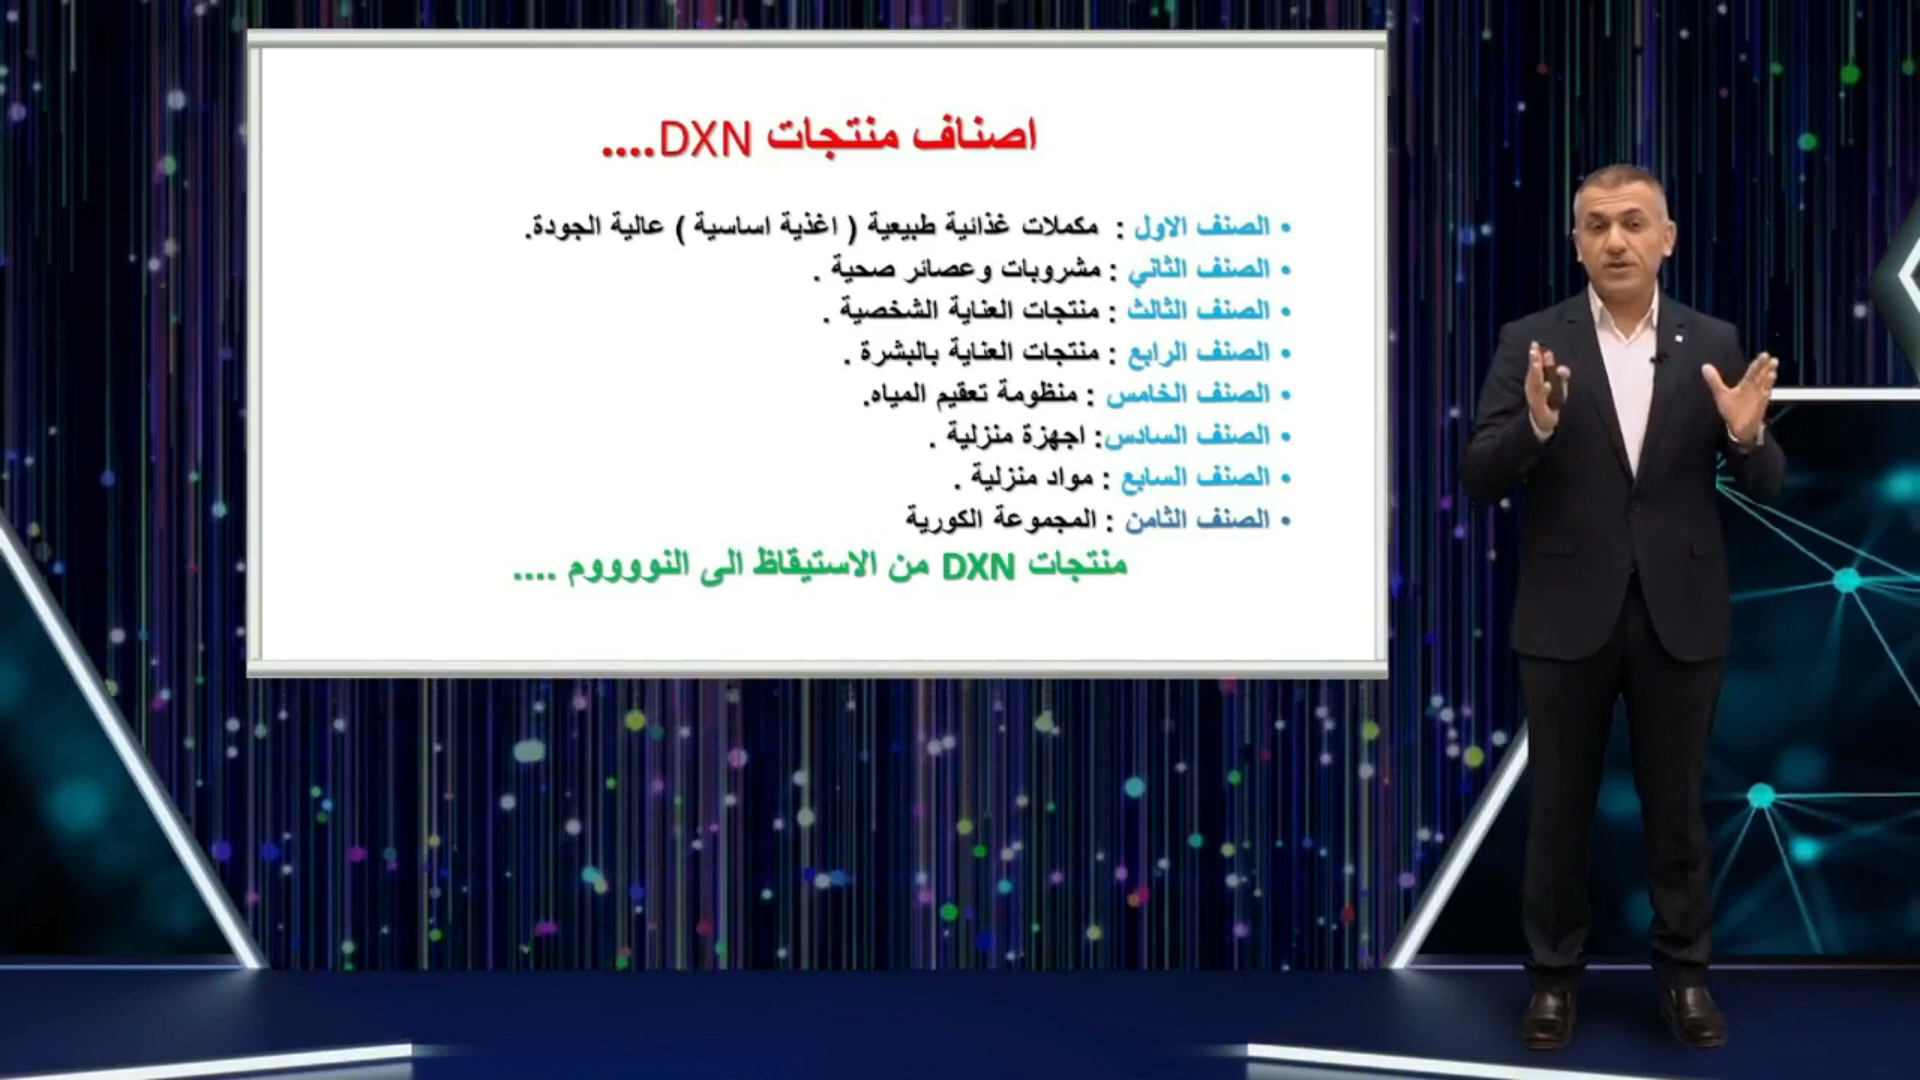 اصناف منتجات DXN....
• الصنف الاول : مكملات غذائية طبيعية ( اغذية اساسية ) عالية الجودة.
• الصنف الثاني : مشروبات وعصائر صحية .
• الصنف الثالث : منتجات العناية الشخصية .
• الصنف الرابع : منتجات العناية بالبشرة .
• الصنف الخامس : منظومة تعقيم المياه.
• الصنف السادس: اجهزة منزلية .
• الصنف السابع : مواد منزلية .
• الصنف الثامن : المجموعة الكورية
منتجات DXN من الاستيقاظ الى النووووم ....